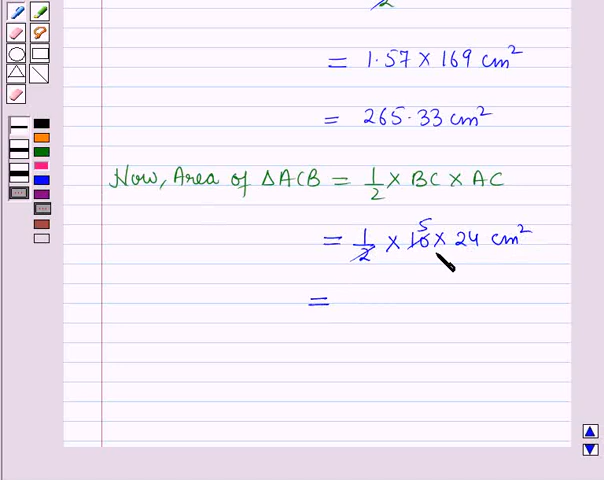 2
= 1.57 × 169 cm²
= 265.33 cm²
Now, Area of ΔACB = 1/2 × BC × AC
= 1/2 × 10 5 × 24 cm²
=